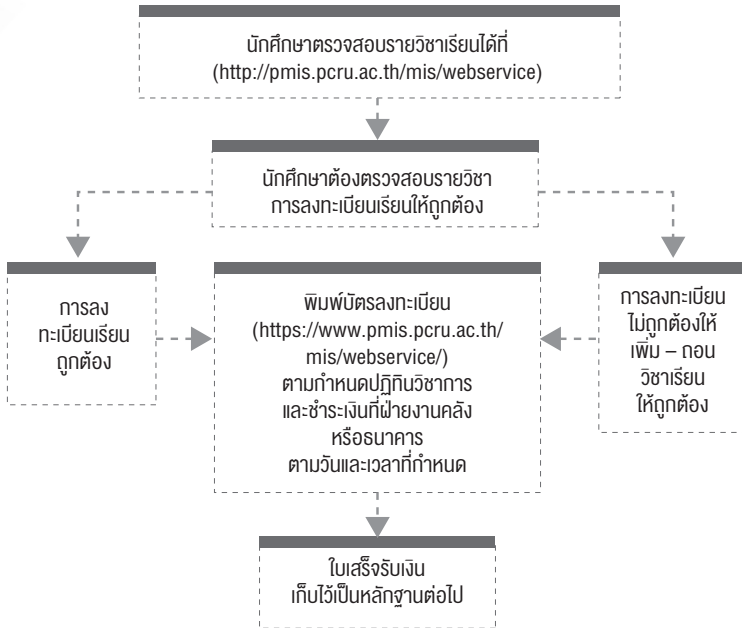 นักศึกษาตรวจสอบรายวิชาเรียนได้ที่
(http://pmis.pcru.ac.th/mis/webservice)
นักศึกษาต้องตรวจสอบรายวิชา
การลงทะเบียนเรียนให้ถูกต้อง
การลง
ทะเบียนเรียน
ถูกต้อง
พิมพ์บัตรลงทะเบียน
(https://www.pmis.pcru.ac.th/
mis/webservice/)
ตามกำหนดปฏิทินวิชาการ
และชำระเงินที่ฝ่ายงานคลัง
หรือธนาคาร
ตามวันและเวลาที่กำหนด
การลงทะเบียน
ไม่ถูกต้องให้
เพิ่ม – ถอน
วิชาเรียน
ให้ถูกต้อง
ใบเสร็จรับเงิน
เก็บไว้เป็นหลักฐานต่อไป